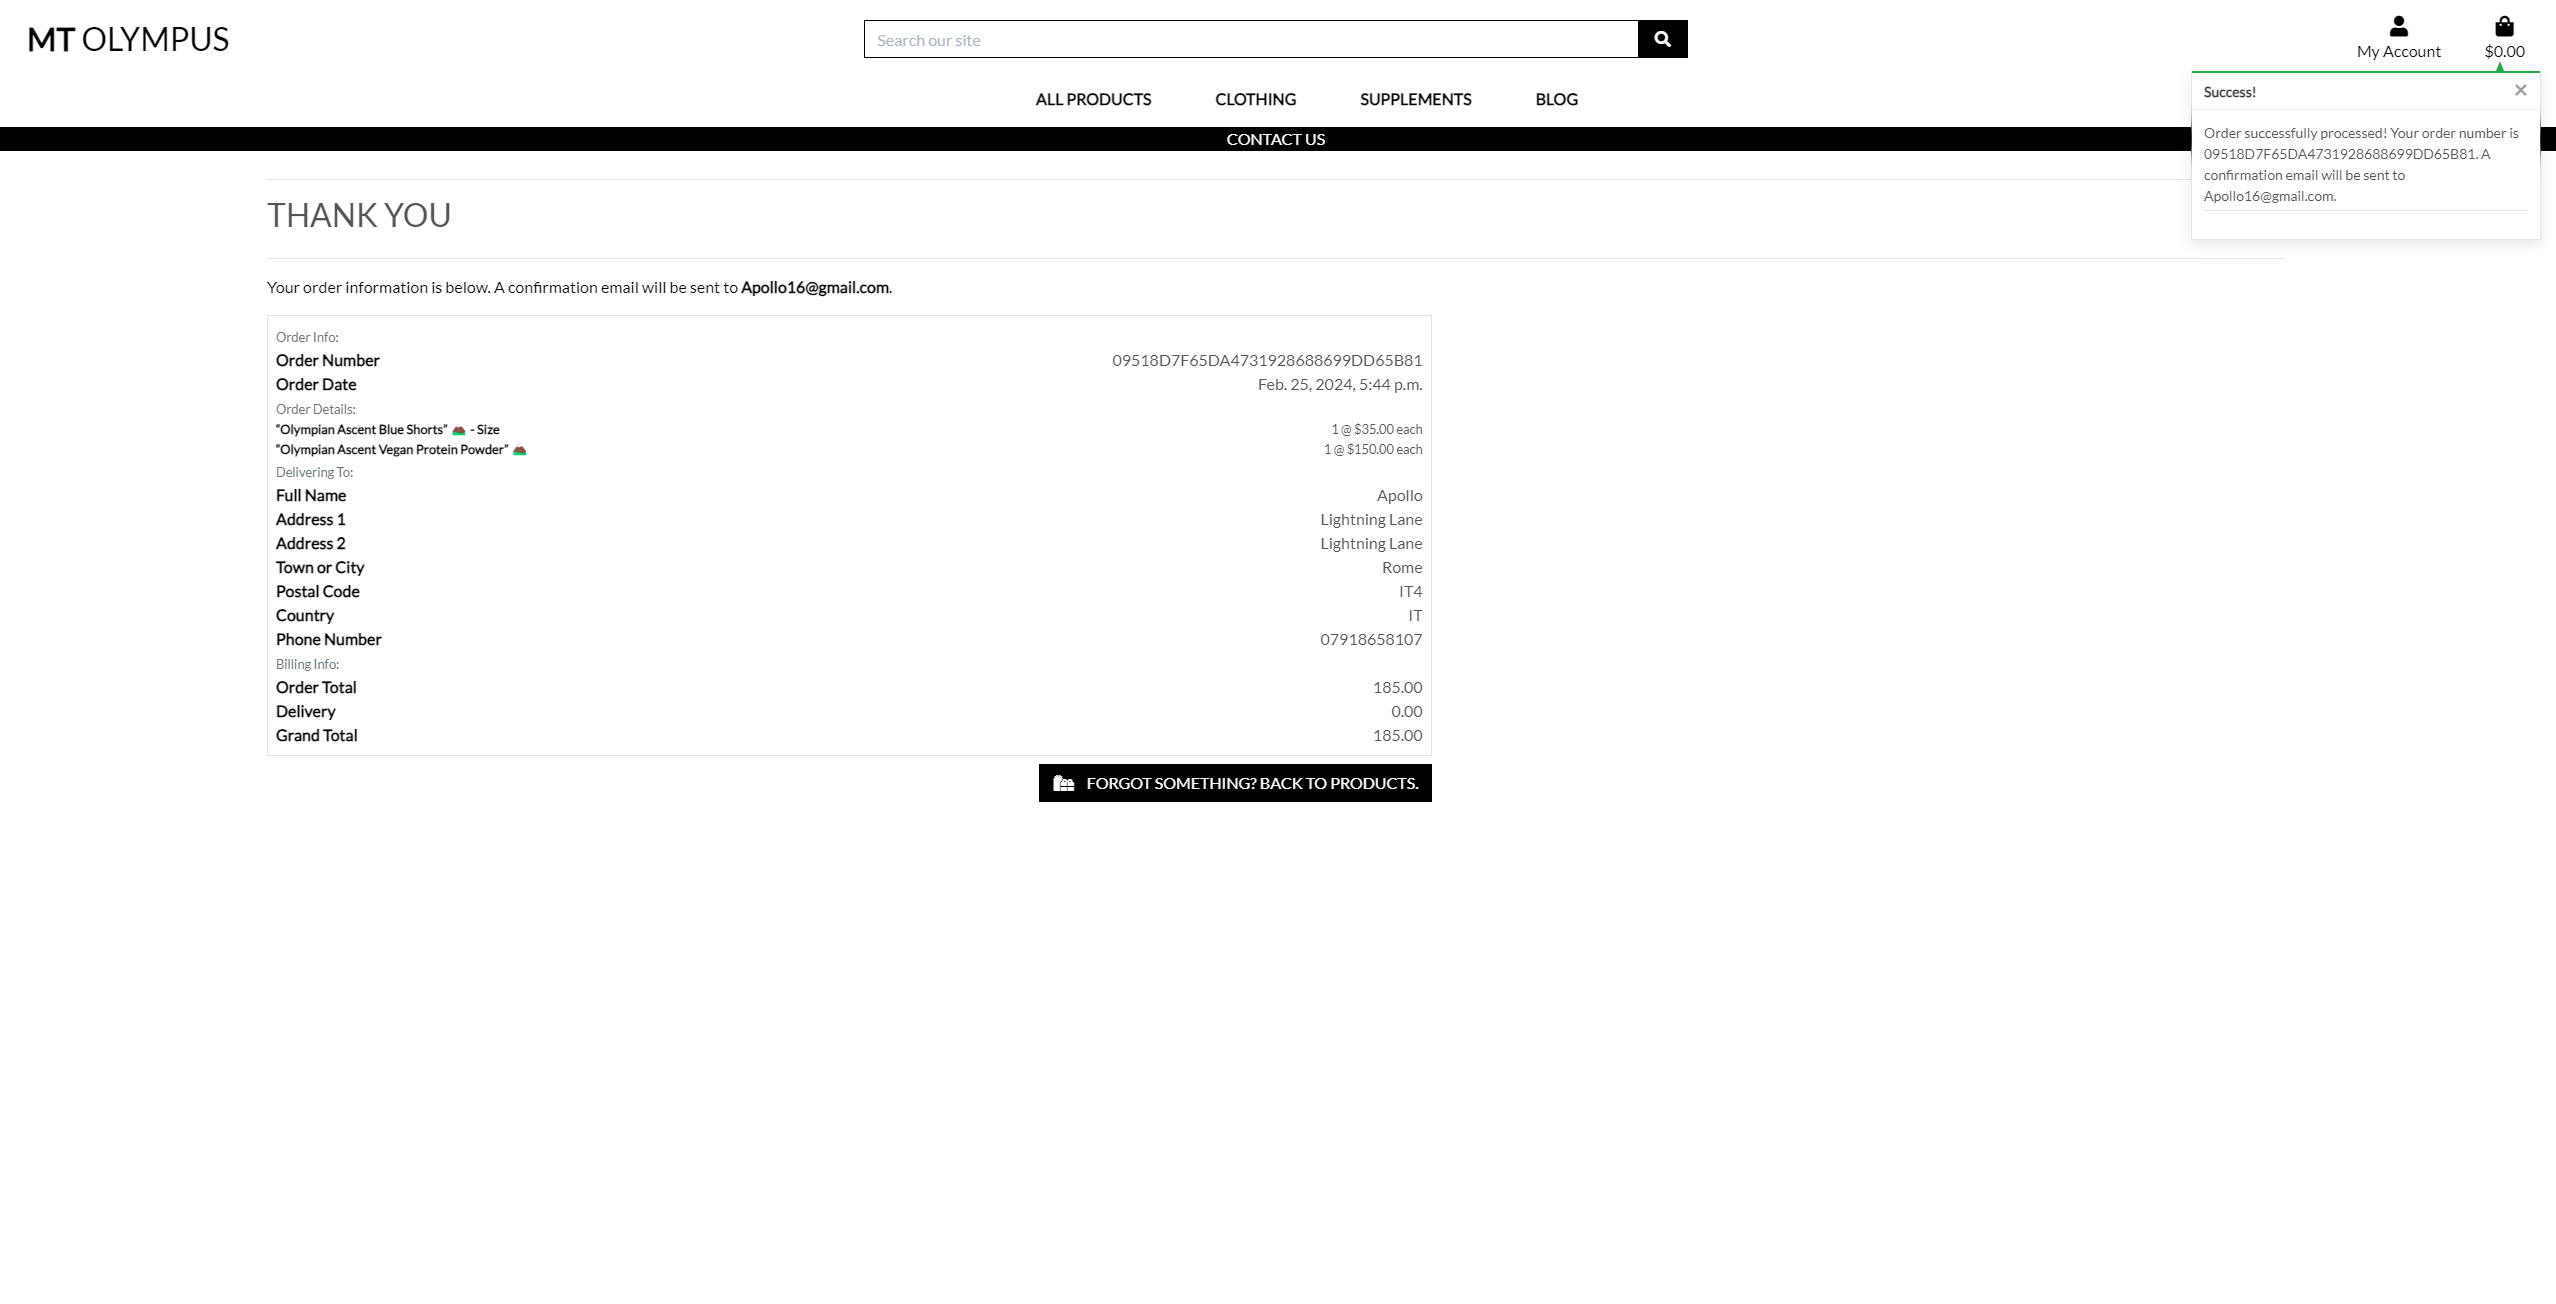 MT OLYMPUS
Search our site
My Account
$0.00
ALL PRODUCTS CLOTHING SUPPLEMENTS BLOG
CONTACT US
Success!
Order successfully processed! Your order number is
09518D7F65DA4731928688699DD65B81. A
confirmation email will be sent to
Apollo16@gmail.com.
THANK YOU
Your order information is below. A confirmation email will be sent to Apollo16@gmail.com.
Order Info:
Order Number 09518D7F65DA4731928688699DD65B81
Order Date Feb. 25, 2024, 5:44 p.m.
Order Details:
“Olympian Ascent Blue Shorts” - Size 1 @ $35.00 each
“Olympian Ascent Vegan Protein Powder” 1 @ $150.00 each
Delivering To:
Full Name Apollo
Address 1 Lightning Lane
Address 2 Lightning Lane
Town or City Rome
Postal Code IT4
Country IT
Phone Number 07918658107
Billing Info:
Order Total 185.00
Delivery 0.00
Grand Total 185.00
FORGOT SOMETHING? BACK TO PRODUCTS.